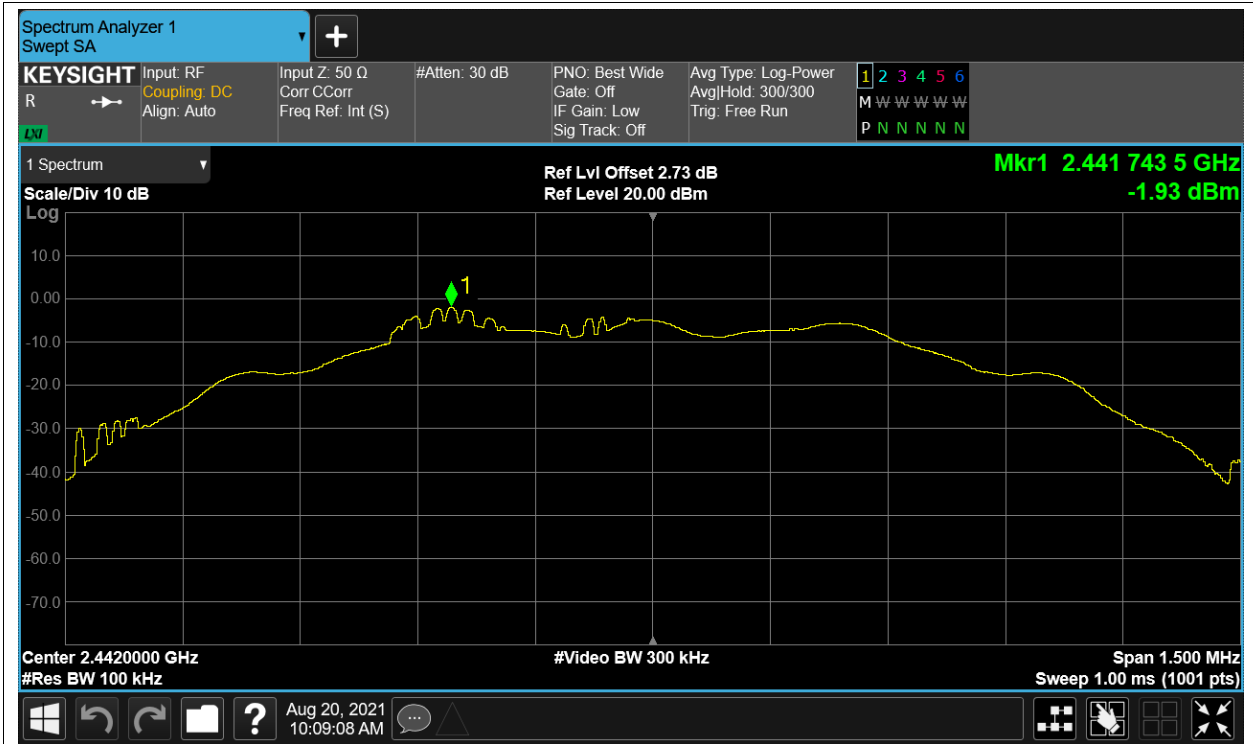 Spectrum Analyzer 1
Swept SA
+
KEYSIGHT
R
LXI
Input: RF
Coupling: DC
Align: Auto
Input Z: 50 Ω
Corr CCorr
Freq Ref: Int (S)
#Atten: 30 dB
PNO: Best Wide
Gate: Off
IF Gain: Low
Sig Track: Off
Avg Type: Log-Power
Avg|Hold: 300/300
Trig: Free Run
1 2 3 4 5 6
M W W W W W
P N N N N N
1 Spectrum
Scale/Div 10 dB
Log
Ref Lvl Offset 2.73 dB
Ref Level 20.00 dBm
Mkr1 2.441 743 5 GHz
-1.93 dBm
10.0
0.00
-10.0
-20.0
-30.0
-40.0
-50.0
-60.0
-70.0
1
Center 2.4420000 GHz
#Res BW 100 kHz
#Video BW 300 kHz
Span 1.500 MHz
Sweep 1.00 ms (1001 pts)
?
Aug 20, 2021
10:09:08 AM